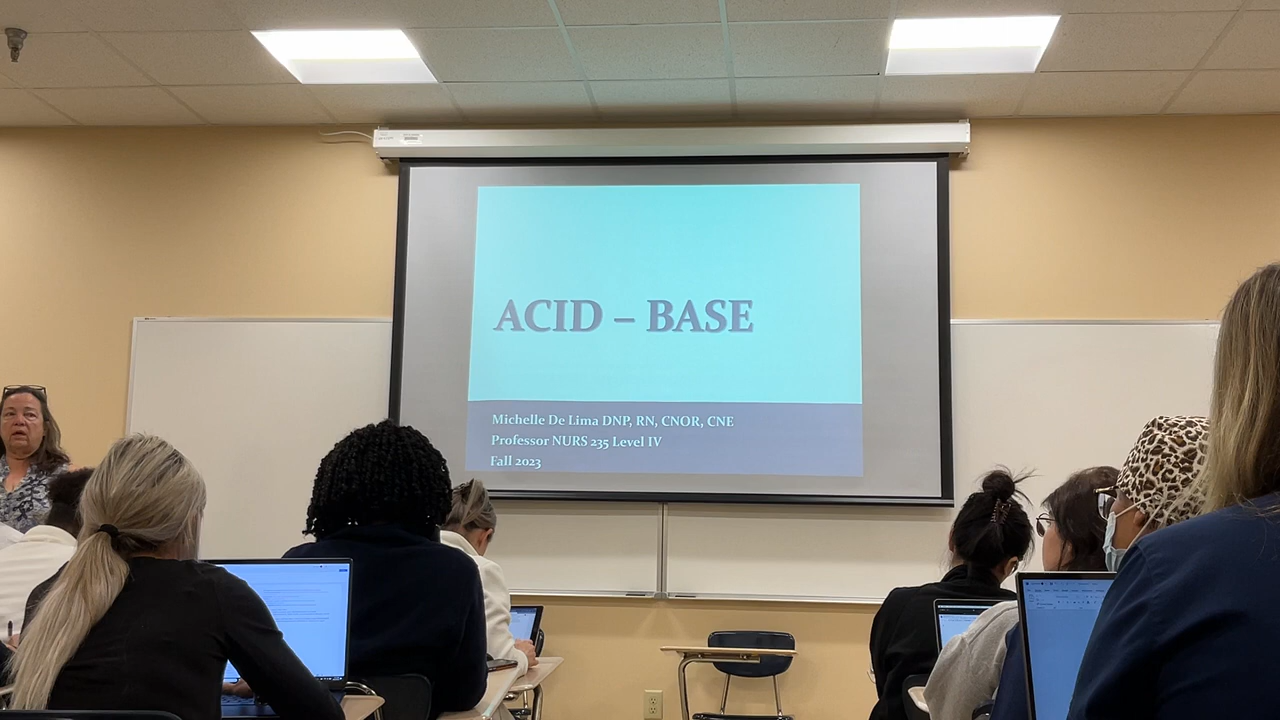 ACID – BASE
Michelle De Lima DNP, RN, CNOR, CNE
Professor NURS 235 Level IV
Fall 2023